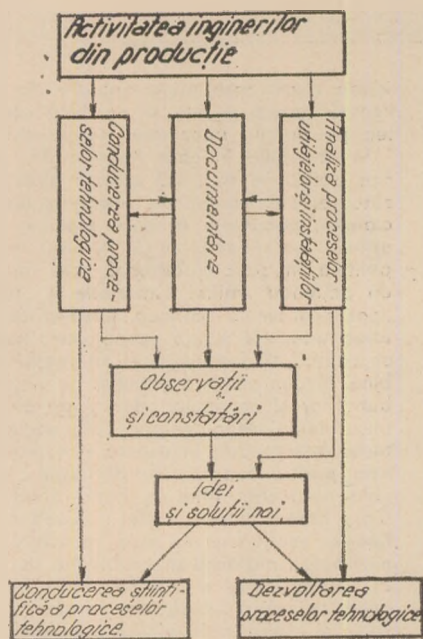 Activitatea inginerilor
din producție
Conducerea proce-
selor tehnologice
Documentare
Analiza proceselor
utilajelor și instalațiilor
Observații
și constatări
Idei
și soluții noi
Conducerea științi-
fică a proceselor
tehnologice.
Dezvoltarea
proceselor tehnologice